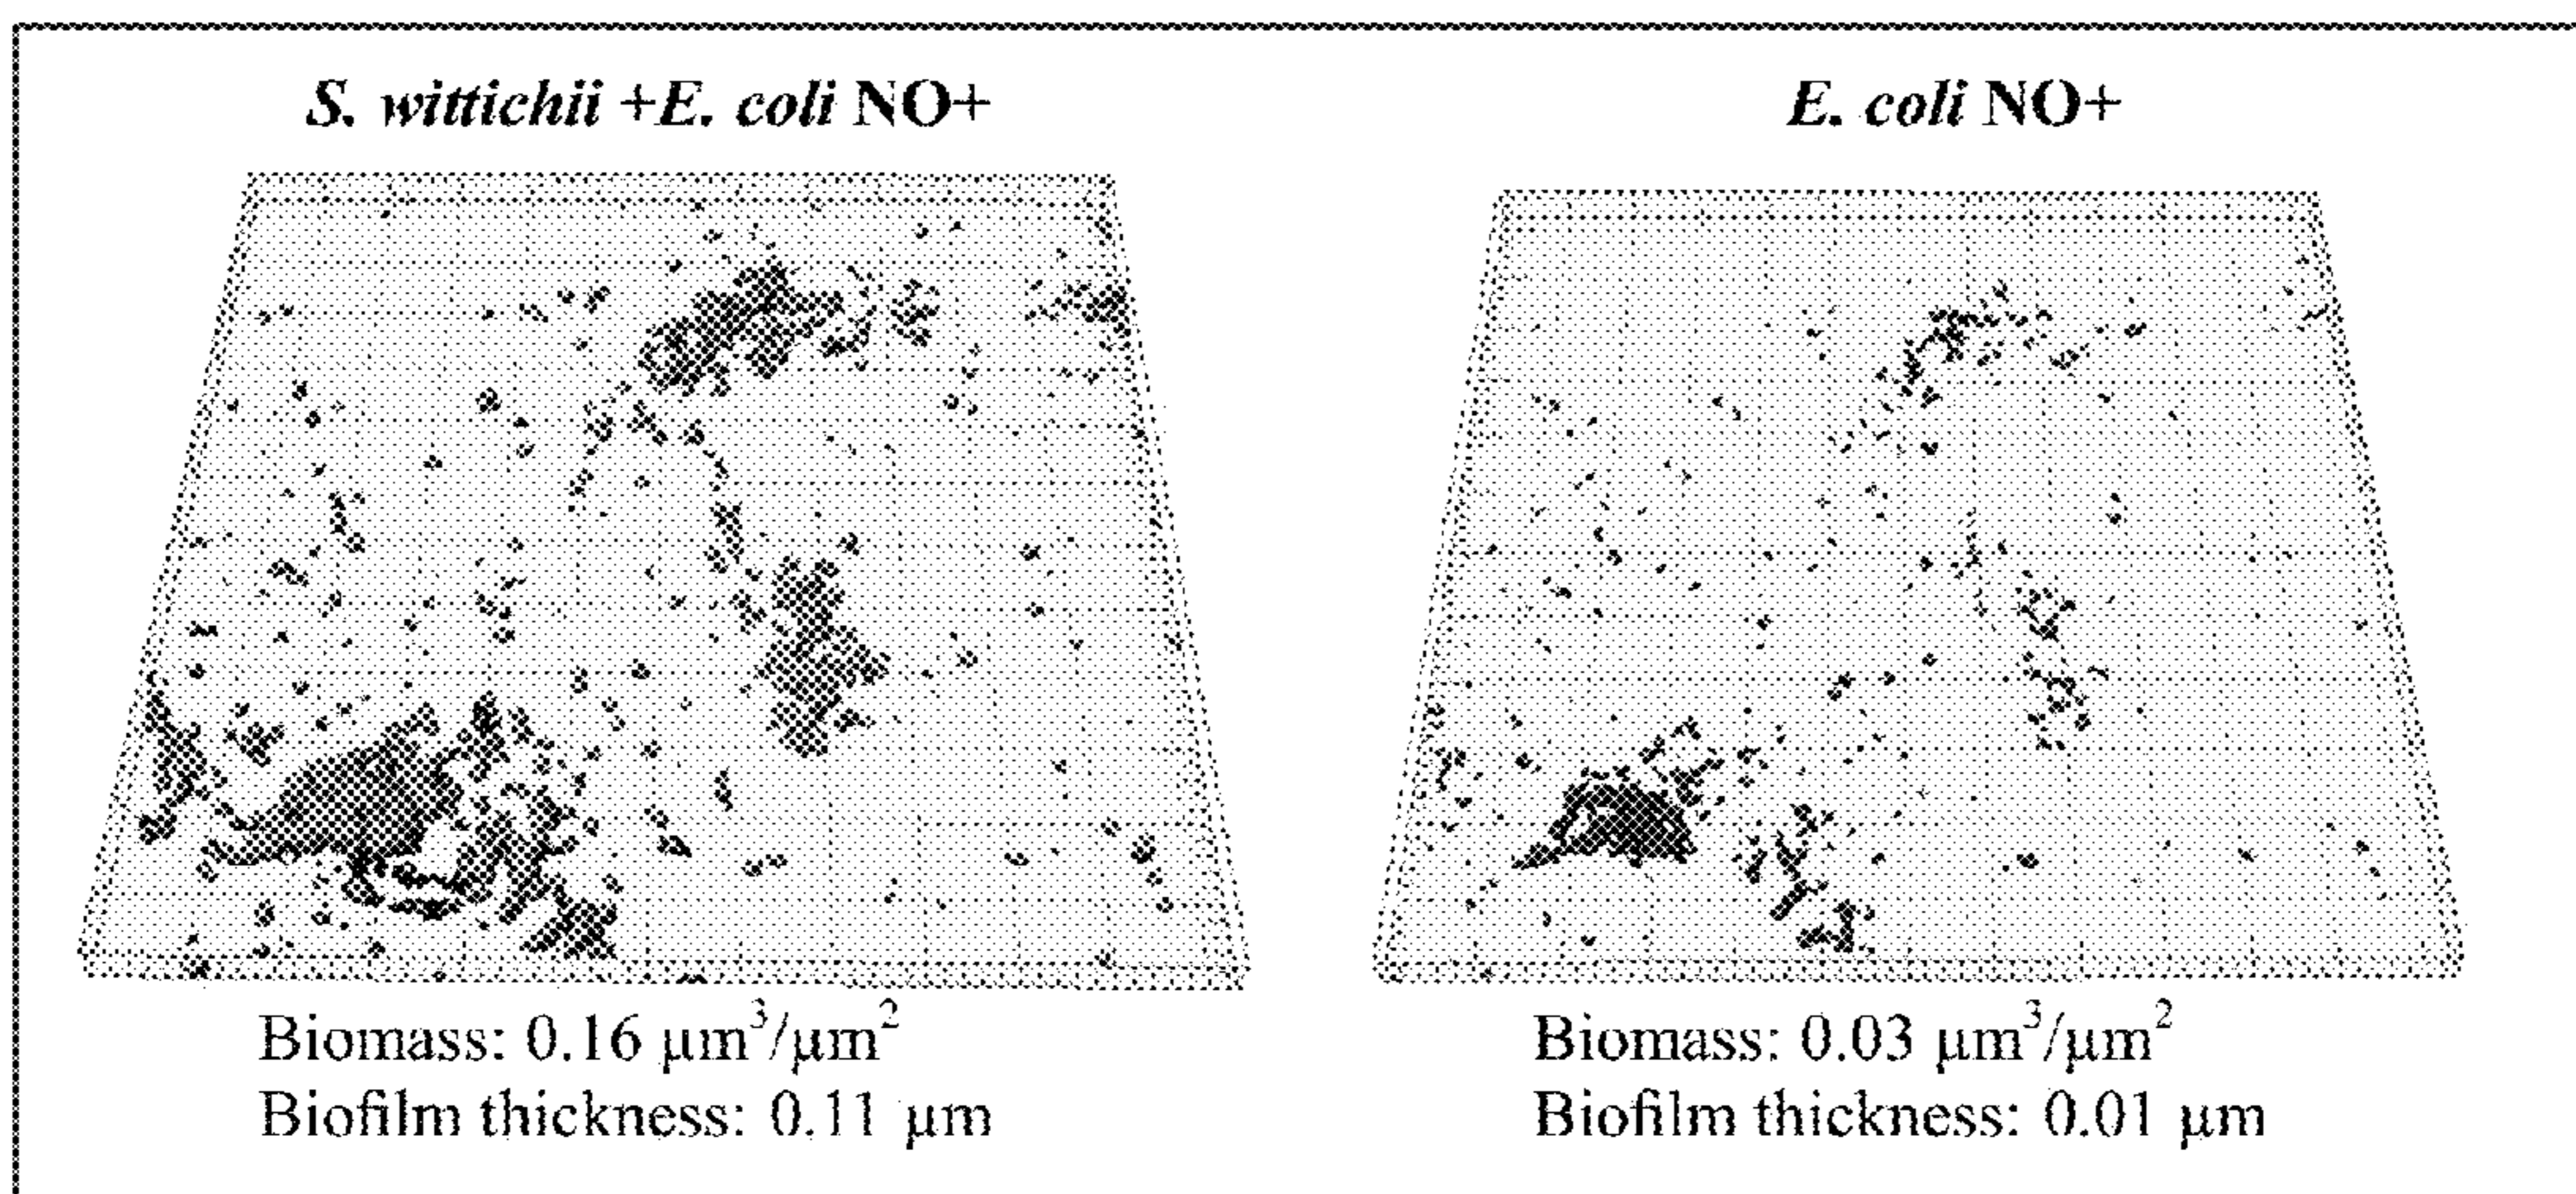 S. wittichii +E. coli NO+
E. coli NO+
Biomass: 0.16 μm³/μm²
Biofilm thickness: 0.11 μm
Biomass: 0.03 μm³/μm²
Biofilm thickness: 0.01 μm